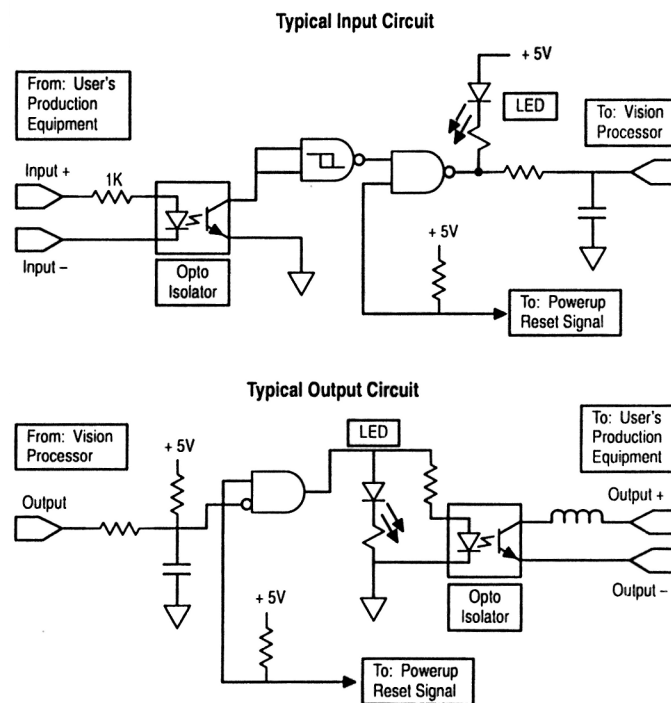 Typical Input Circuit
From: User's
Production
Equipment
+ 5V
LED
To: Vision
Processor
Input +
1K
Input –
Opto
Isolator
+ 5V
To: Powerup
Reset Signal
Typical Output Circuit
From: Vision
Processor
+ 5V
LED
To: User's
Production
Equipment
Output
Output +
Output –
Opto
Isolator
+ 5V
To: Powerup
Reset Signal